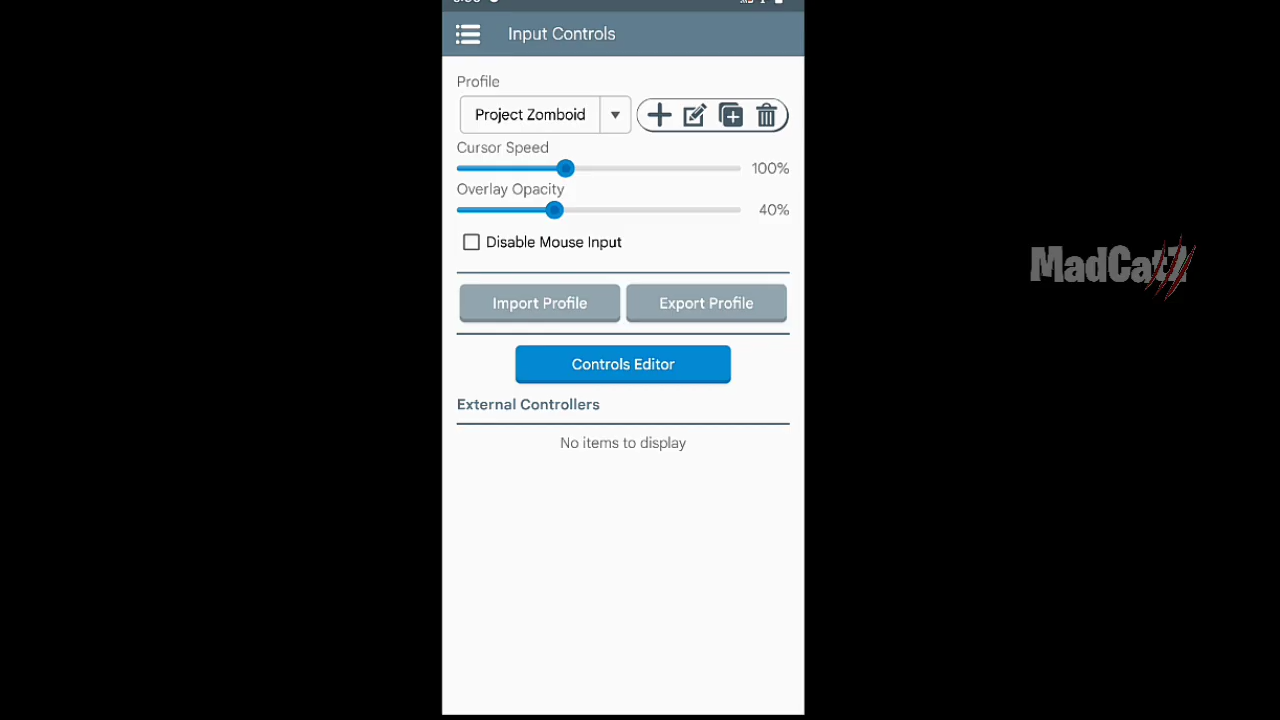 Input Controls
Profile
Project Zomboid
Cursor Speed
100%
Overlay Opacity
40%
Disable Mouse Input
Import Profile Export Profile
Controls Editor
External Controllers
No items to display
MadCatZ